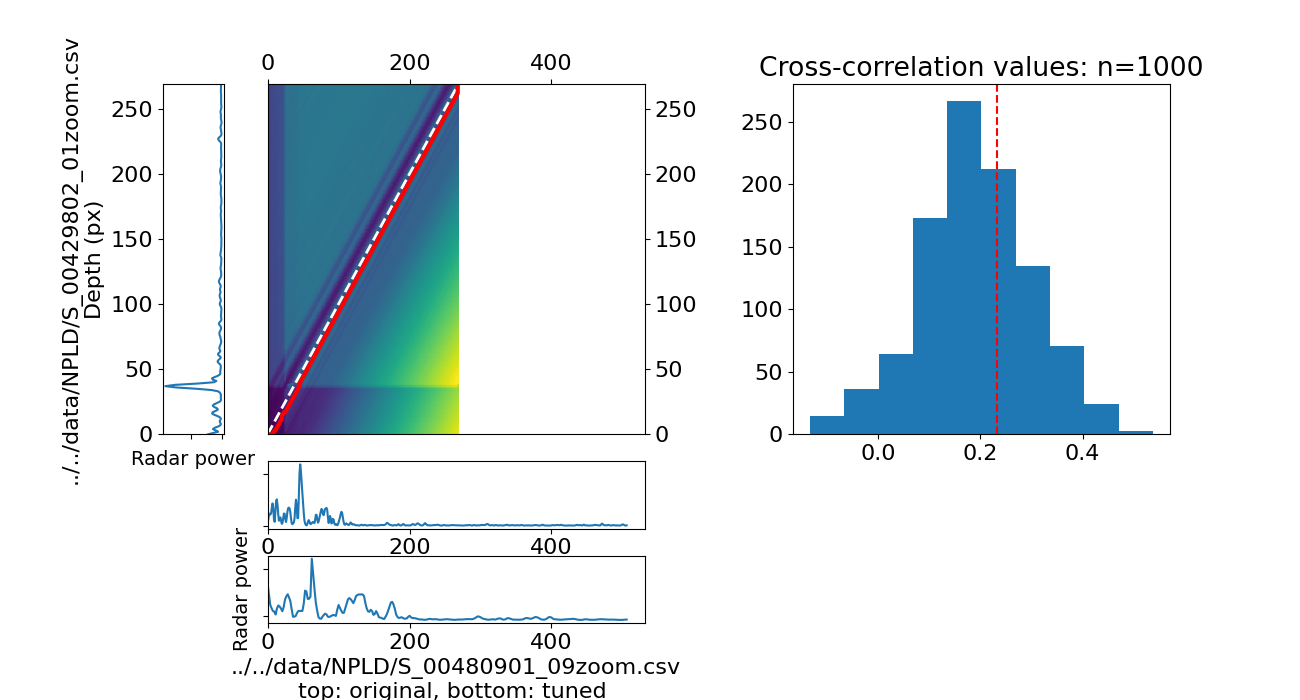 0 200 400
Cross-correlation values: n=1000
../../data/NPLD/S_00429802_01zoom.csv
Depth (px)
250
200
150
100
50
0
Radar power
250
200
150
100
50
0
250
200
150
100
50
0
0.0 0.2 0.4
0 200 400
Radar power
0 200 400
../../data/NPLD/S_00480901_09zoom.csv
top: original, bottom: tuned